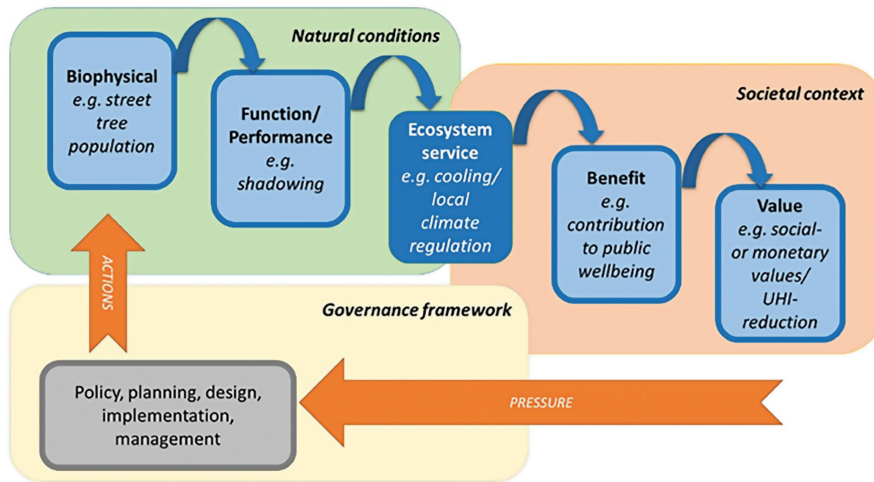 Natural conditions
Biophysical
e.g. street
tree
population
Function/
Performance
e.g.
shadowing
Ecosystem
service
e.g. cooling/
local
climate
regulation
Societal context
Benefit
e.g.
contribution
to public
wellbeing
Value
e.g. social-
or monetary
values/
UHI-
reduction
ACTIONS
Governance framework
Policy, planning, design,
implementation,
management
PRESSURE